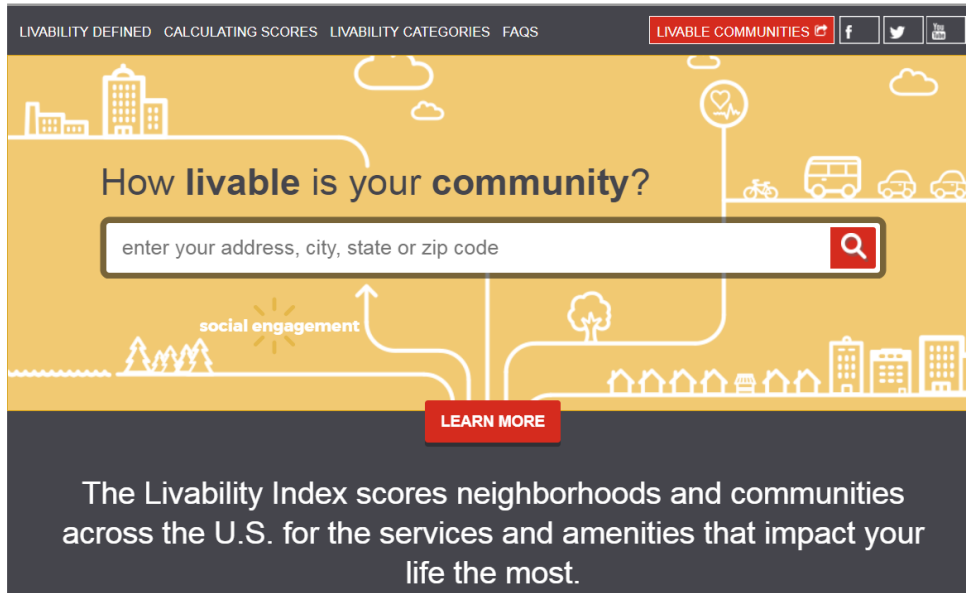 LIVABILITY DEFINED CALCULATING SCORES LIVABILITY CATEGORIES FAQS LIVABLE COMMUNITIES f You Tube
How livable is your community?
enter your address, city, state or zip code
social engagement
LEARN MORE
The Livability Index scores neighborhoods and communities
across the U.S. for the services and amenities that impact your
life the most.